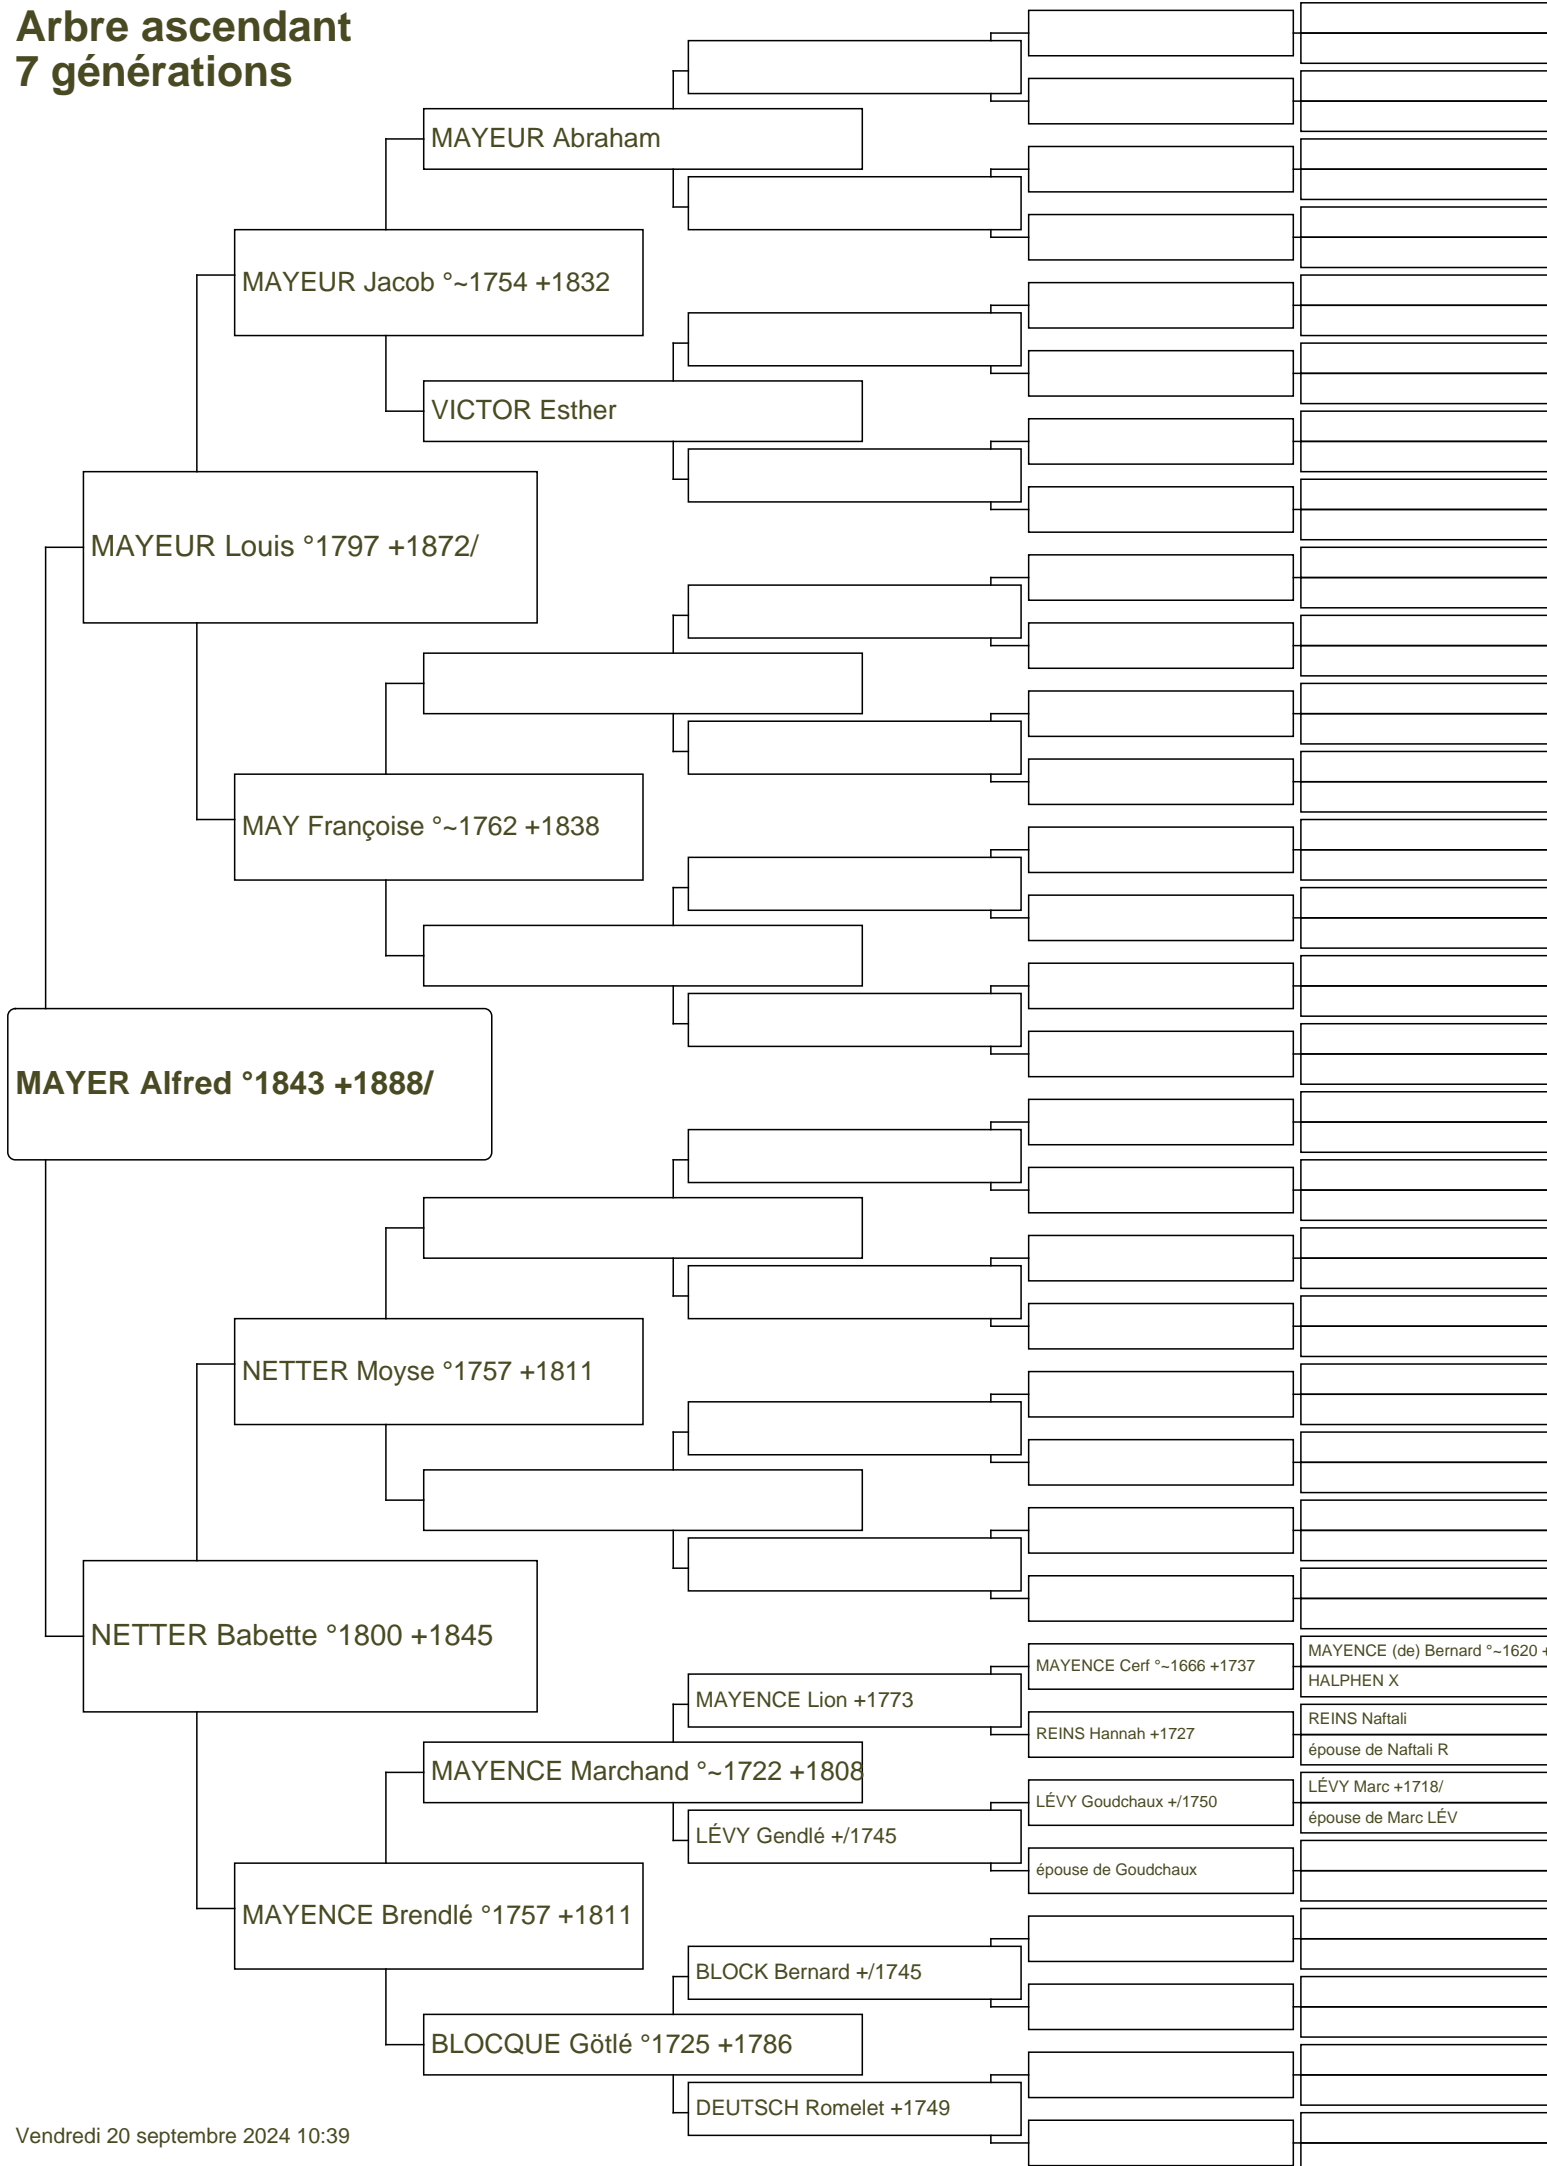 Arbre ascendant
7 générations
MAYEUR Abraham
MAYEUR Jacob °~1754 +1832
VICTOR Esther
MAYEUR Louis °1797 +1872/
MAY Françoise °~1762 +1838
MAYER Alfred °1843 +1888/
NETTER Moyse °1757 +1811
NETTER Babette °1800 +1845
MAYENCE (de) Bernard °~1620 +
MAYENCE Cerf °~1666 +1737
HALPHEN X
MAYENCE Lion +1773
REINS Naftali
REINS Hannah +1727
épouse de Naftali R
MAYENCE Marchand °~1722 +1808
LÉVY Marc +1718/
LÉVY Goudchaux +/1750
épouse de Marc LÉV
LÉVY Gendlé +/1745
épouse de Goudchaux
MAYENCE Brendlé °1757 +1811
BLOCK Bernard +/1745
BLOCQUE Götlé °1725 +1786
DEUTSCH Romelet +1749
Vendredi 20 septembre 2024 10:39